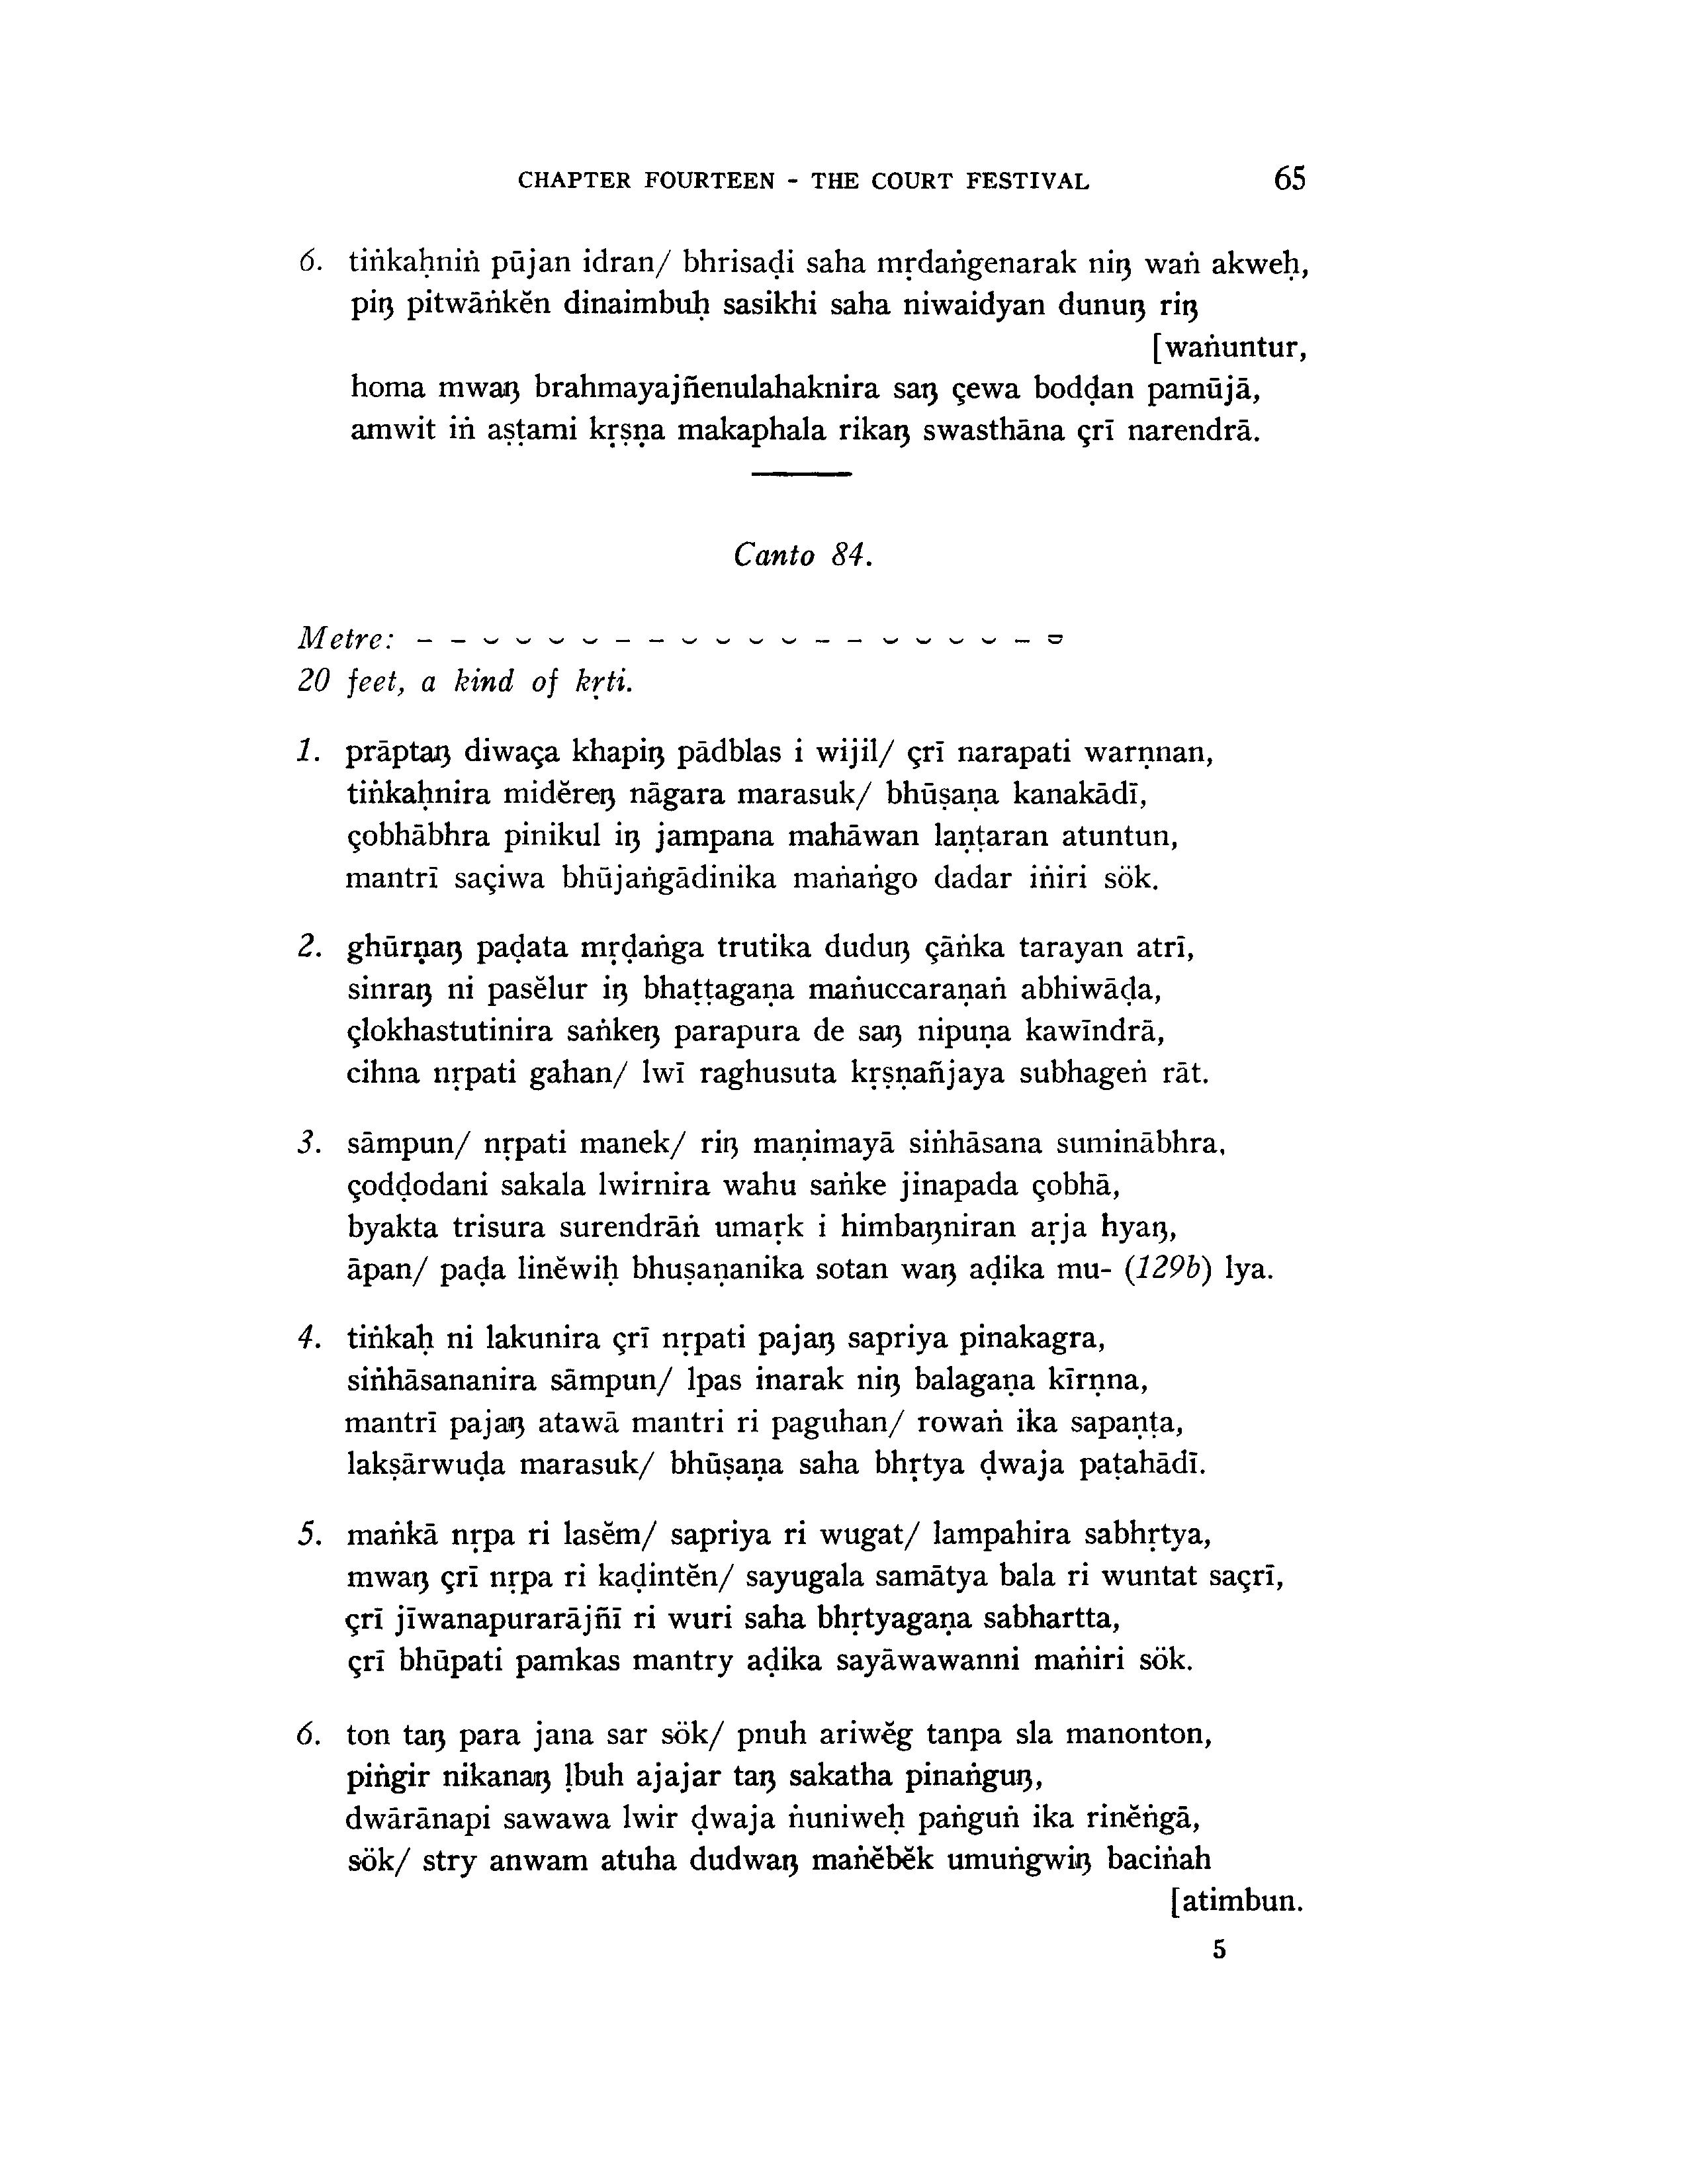 CHAPTER FOURTEEN - THE COURT FESTIVAL 65
6. tiṅkaḥniṅ pūjan idran/ bhrisaḍi saha mṛdaṅgenarak niŋ waṅ akweḥ,
piŋ pitwāṅkĕn dinaimbuḥ sasikhi saha niwaidyan dunuŋ riŋ
[waṅuntur,
homa mwaŋ brahmayajñenulahaknira saŋ çewa boḍḍan pamūjā,
amwit iṅ aṣṭami kṛṣṇa makaphala rikaŋ swasthāna çrī narendrā.
Canto 84.
Metre: – – ⏑ ⏑ ⏑ ⏑ – – ⏑ ⏑ ⏑ ⏑ – – ⏑ ⏑ ⏑ ⏑ – ⏓
20 feet, a kind of kṛti.
1. prāptaŋ diwaça khapiŋ pādblas i wijil/ çrī narapati warṇnan,
tiṅkaḥnira midĕreŋ nāgara marasuk/ bhūṣaṇa kanakādī,
çobhābhra pinikul iŋ jampana mahāwan laṇṭaran atuntun,
mantrī saçiwa bhūjaṅgādinika maṅaṅgo dadar iṅiri sök.
2. ghūrṇaŋ paḍata mṛḍaṅga trutika duduŋ çāṅka tarayan atrī,
sinraŋ ni pasĕlur iŋ bhaṭṭagaṇa maṅuccaraṇaṅ abhiwāḍa,
çlokhastutinira saṅkeŋ parapura de saŋ nipuṇa kawīndrā,
cihna nṛpati gahan/ lwī raghusuta kṛṣṇañjaya subhageṅ rāt.
3. sāmpun/ nṛpati manek/ riŋ maṇimayā siṅhāsana suminābhra,
çoḍḍodani sakala lwirnira wahu saṅke jinapada çobhā,
byakta trisura surendrāṅ umaṛk i himbaŋniran aṛja hyaŋ,
āpan/ paḍa linĕwiḥ bhuṣaṇanika sotan waŋ aḍika mu- (129b) lya.
4. tiṅkaḥ ni lakunira çrī nṛpati pajaŋ sapriya pinakagra,
siṅhāsananira sāmpun/ lpas inarak niŋ balagaṇa kīrṇna,
mantrī pajaŋ atawā mantri ri paguhan/ rowaṅ ika sapaṇṭa,
lakṣārwuḍa marasuk/ bhūṣaṇa saha bhṛtya ḍwaja paṭahādī.
5. maṅkā nṛpa ri lasĕm/ sapriya ri wugat/ lampahira sabhṛtya,
mwaŋ çrī nṛpa ri kaḍintĕn/ sayugala samātya bala ri wuntat saçrī,
çrī jīwanapurarājñī ri wuri saha bhṛtyagaṇa sabhartta,
çrī bhūpati pamkas mantry aḍika sayāwawanni maṅiri sök.
6. ton taŋ para jana sar sök/ pnuh ariwĕg tanpa sla manonton,
piṅgir nikanaŋ ḷbuh ajajar taŋ sakatha pinaṅguŋ,
dwārānapi sawawa lwir ḍwaja ṅuniweḥ paṅguṅ ika rinĕṅgā,
sök/ stry anwam atuha dudwaŋ maṅĕbĕk umuṅgwiŋ baciṅah
[atimbun.
5